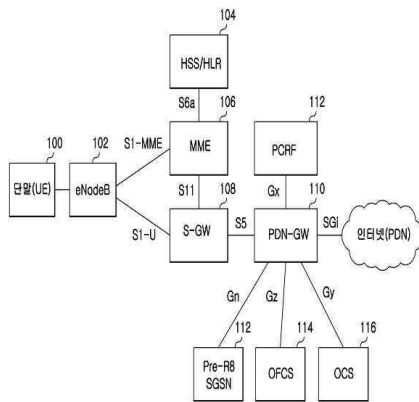 104
HSS/HLR
S6a
106
112
100
102
S1-MME
MME
PCRF
단말(UE)
eNodeB
S11
108
Gx
110
S1-U
S-GW
S5
PDN-GW
SGi
인터넷(PDN)
Gn
Gz
Gy
112
114
116
Pre-R8
SGSN
OFCS
OCS